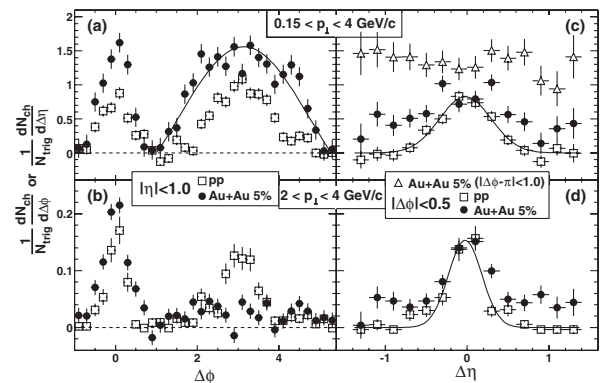 (a)
0.15 < p⊥ < 4 GeV/c
(c)
1.5
1
0.5
0
1/N_trig dN_ch/dΔφ or 1/N_trig dN_ch/dΔη
(b)
|η|<1.0
□ pp
● Au+Au 5%
2 < p⊥ < 4 GeV/c
△ Au+Au 5% (|Δφ-π|<1.0)
|Δφ|<0.5
□ pp
● Au+Au 5%
(d)
0.2
0.1
0
0 2 4
Δφ
-1 0 1
Δη